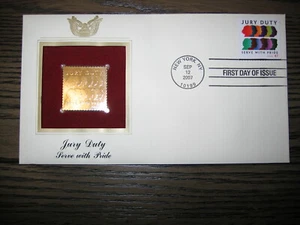 JURY DUTY
SERVE WITH PRIDE
NEW YORK NY
SEP
12
2007
10199
FIRST DAY OF ISSUE
Jury Duty
Serve with Pride